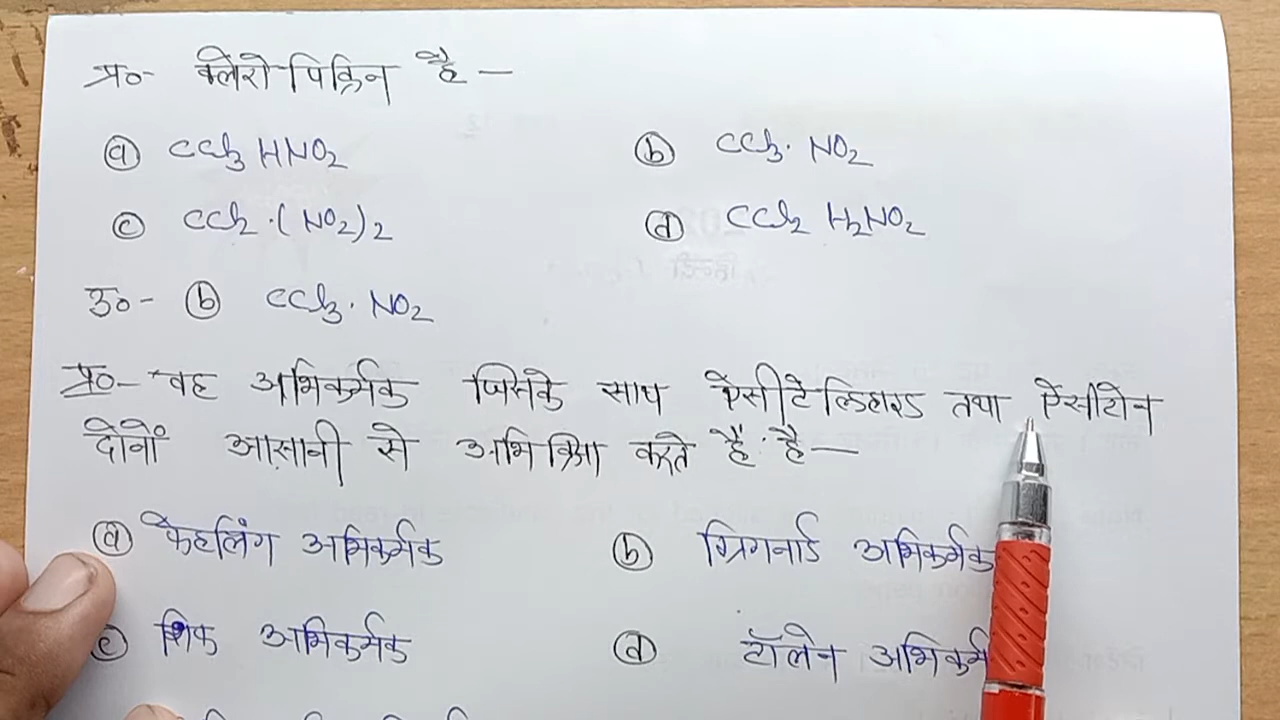 प्र०- क्लोरोपिक्रिन है —
(a) CCl3 HNO2 (b) CCl3. NO2
(c) CCl2 .(NO2)2 (d) CCl2 H2NO2
उ०- (b) CCl3. NO2
प्र०- वह अभिकर्मक जिसके साथ ऐसीटेल्डिहाइड तथा ऐसीटोन
दोनों आसानी से अभिक्रिया करते हैं. है —
(a) फेहलिंग अभिकर्मक (b) ग्रिगनार्ड अभिकर्मक
(c) शिफ अभिकर्मक (d) टॉलेन अभिकर्म